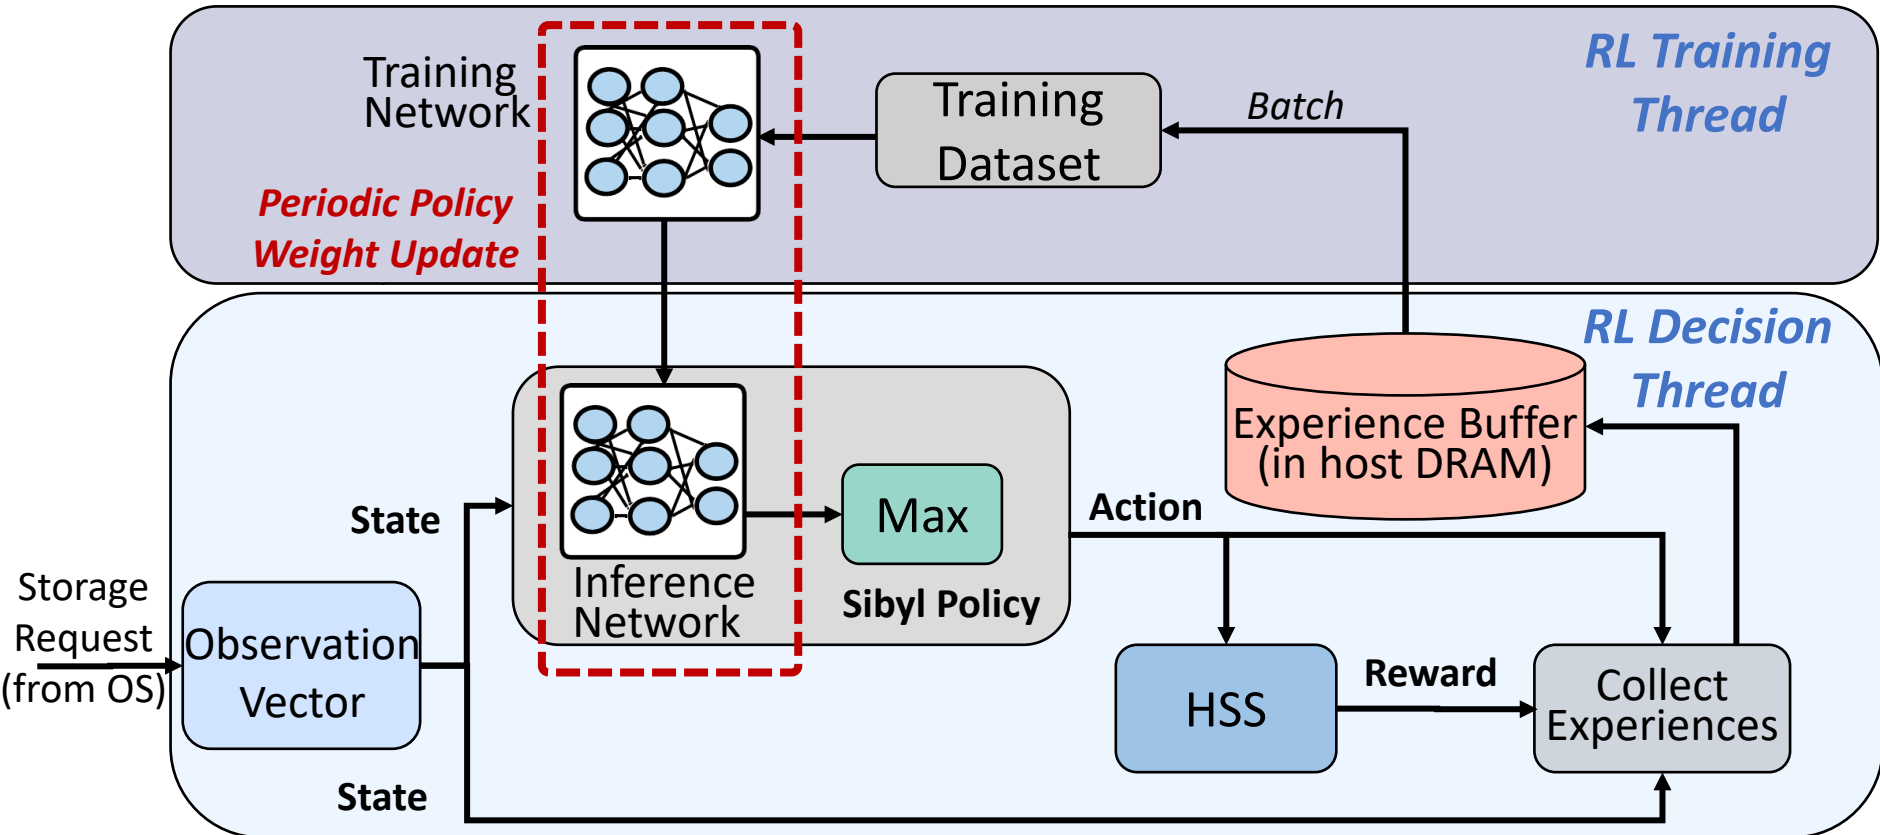 RL Training
Thread
Training
Network
Training
Dataset
Batch
Periodic Policy
Weight Update
RL Decision
Thread
Experience Buffer
(in host DRAM)
State
Max
Action
Inference
Network
Sibyl Policy
Storage
Request
(from OS)
Observation
Vector
HSS
Reward
Collect
Experiences
State